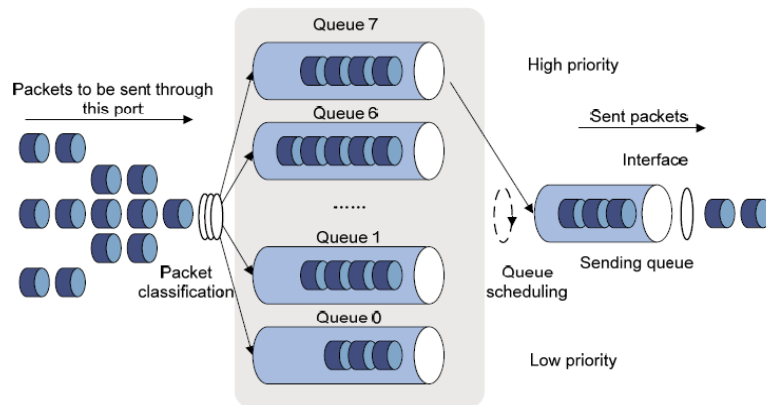 Queue 7
Packets to be sent through
this port
High priority
Queue 6
Sent packets
Interface
......
Queue 1
Packet
classification
Queue
scheduling
Sending queue
Queue 0
Low priority